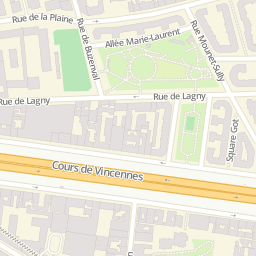 Rue de la Plaine
Rue de Buzenval
Allée Marie-Laurent
Rue Mounet-Sully
Rue de Lagny
Rue de Lagny
Square Got
Cours de Vincennes